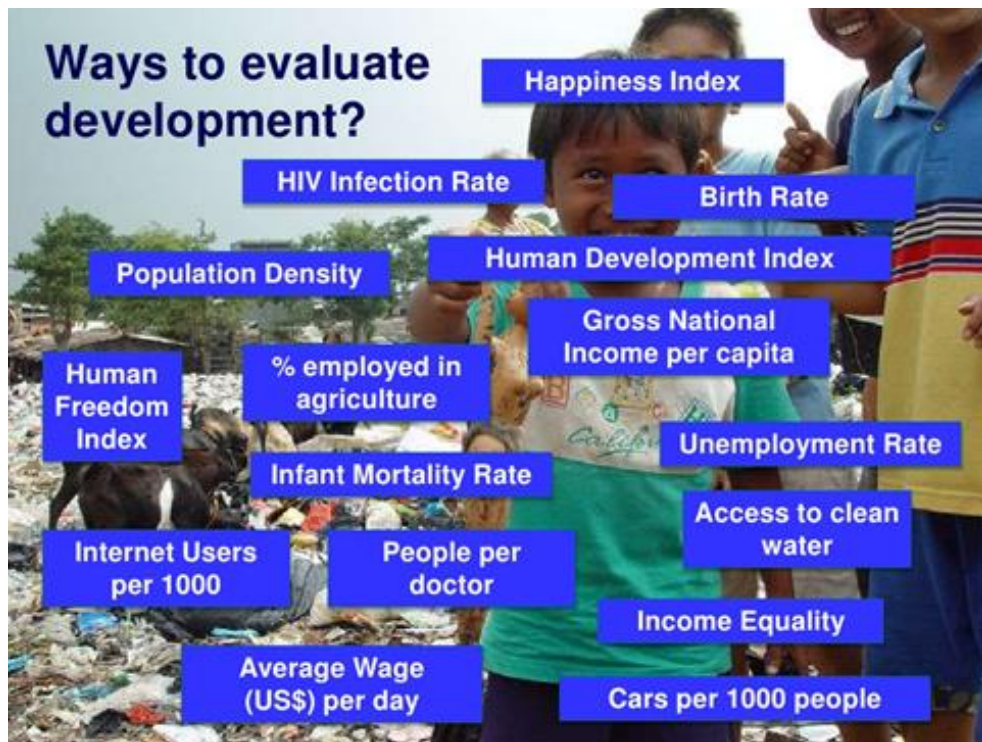 Ways to evaluate
development?
Happiness Index
HIV Infection Rate
Birth Rate
Human Development Index
Population Density
Gross National
Income per capita
Human
Freedom
Index
% employed in
agriculture
Unemployment Rate
Infant Mortality Rate
Access to clean
water
Internet Users
per 1000
People per
doctor
Income Equality
Average Wage
(US$) per day
Cars per 1000 people